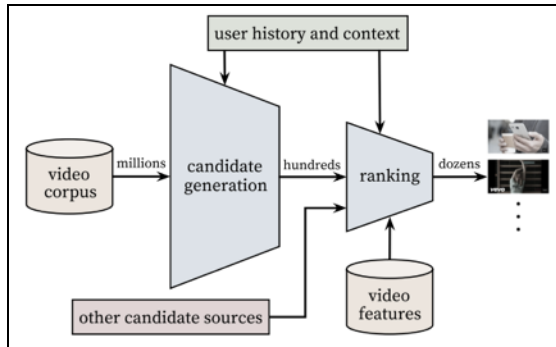 user history and context
video
corpus
millions
candidate
generation
hundreds
ranking
dozens
other candidate sources
video
features